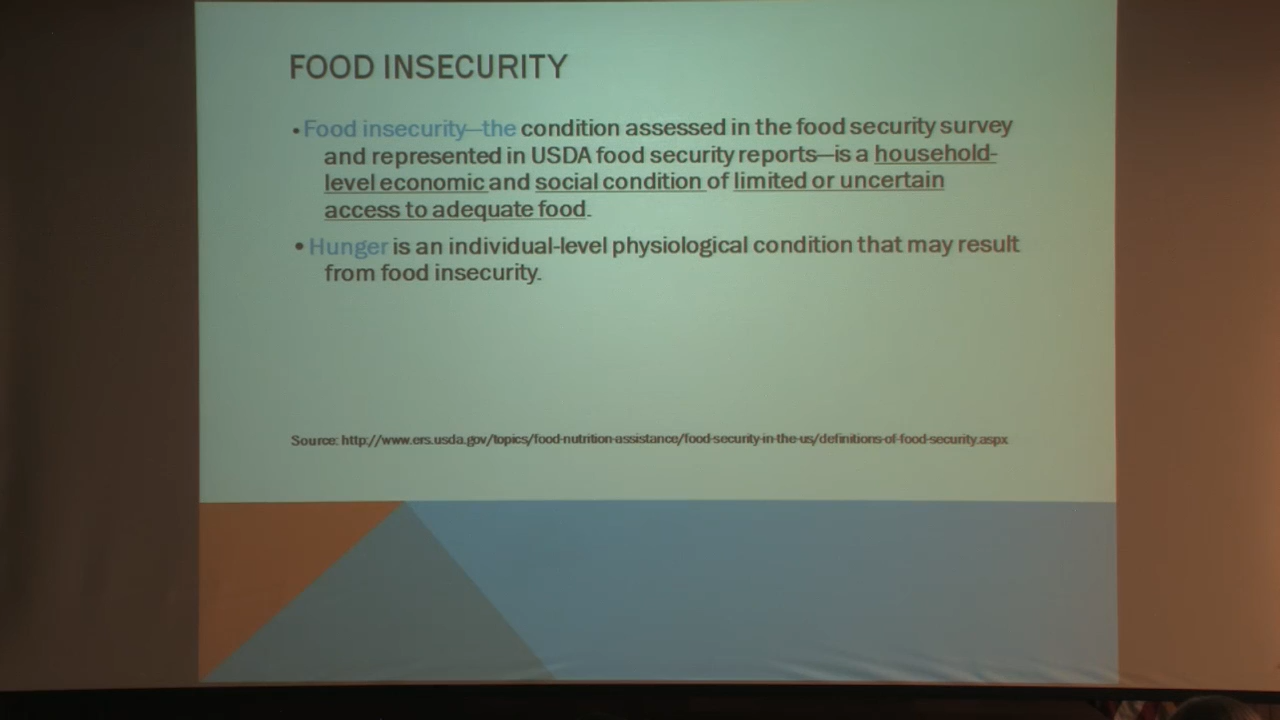 FOOD INSECURITY
• Food insecurity—the condition assessed in the food security survey
and represented in USDA food security reports—is a household-
level economic and social condition of limited or uncertain
access to adequate food.
• Hunger is an individual-level physiological condition that may result
from food insecurity.
Source: http://www.ers.usda.gov/topics/food-nutrition-assistance/food-security-in-the-us/definitions-of-food-security.aspx